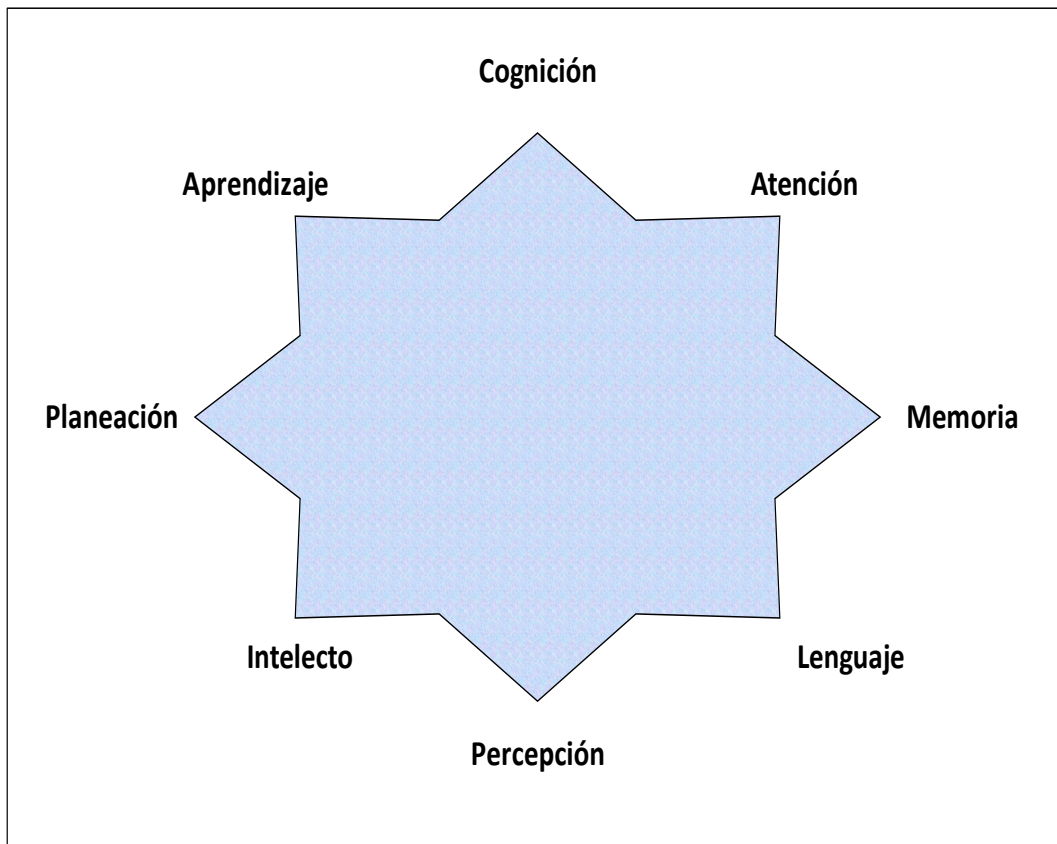 Cognición
Aprendizaje
Atención
Planeación
Memoria
Intelecto
Lenguaje
Percepción